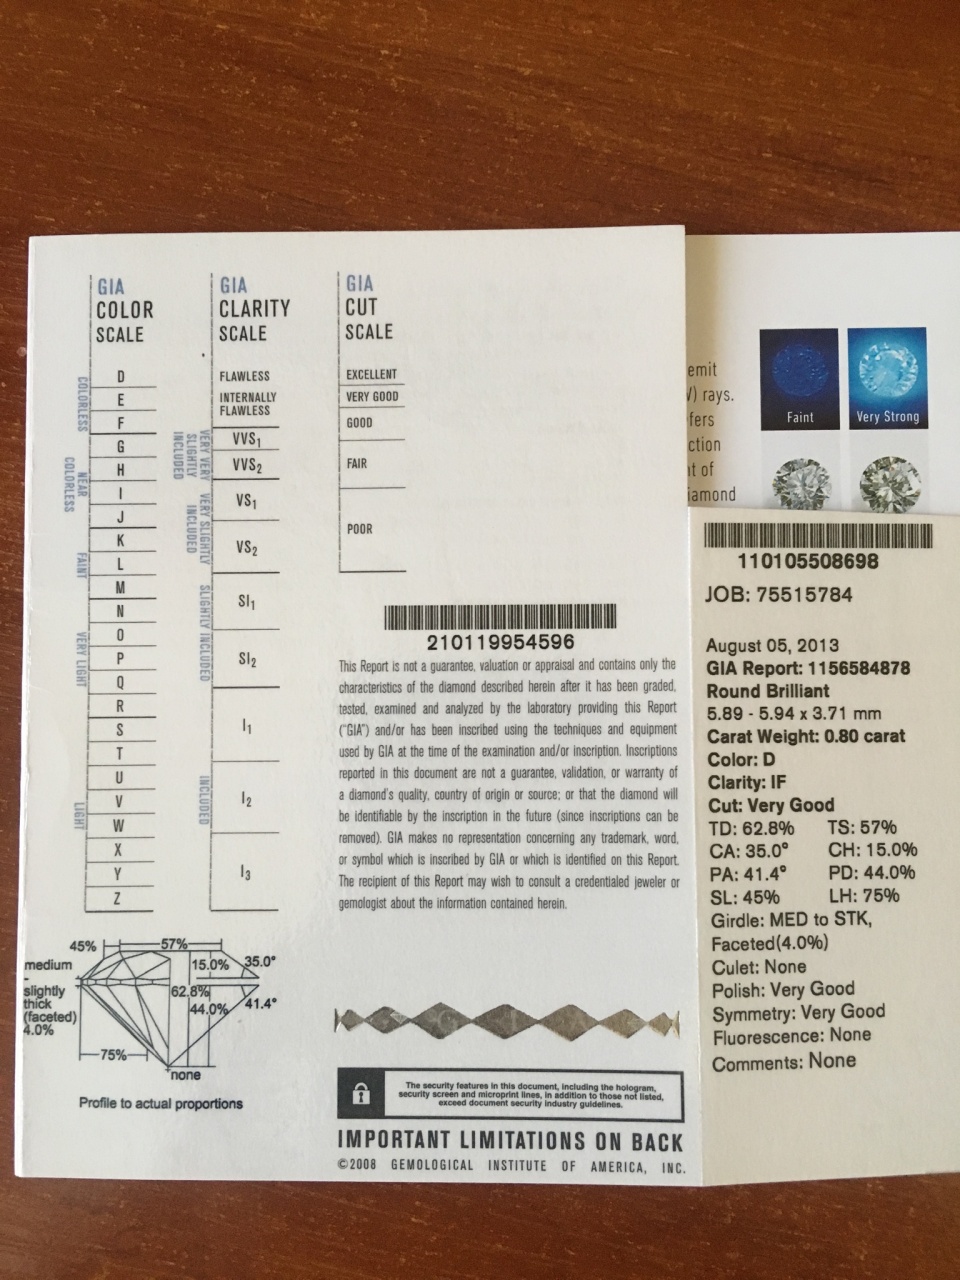 GIA
COLOR
SCALE
COLORLESS
D
E
F
NEAR COLORLESS
G
H
I
J
FAINT
K
L
M
VERY LIGHT
N
O
P
Q
R
LIGHT
S
T
U
V
W
X
Y
Z
GIA
CLARITY
SCALE
FLAWLESS
INTERNALLY
FLAWLESS
VERY VERY
SLIGHTLY
INCLUDED
VVS1
VVS2
VERY SLIGHTLY
INCLUDED
VS1
VS2
SLIGHTLY INCLUDED
SI1
SI2
INCLUDED
I1
I2
I3
GIA
CUT
SCALE
EXCELLENT
VERY GOOD
GOOD
FAIR
POOR
210119954596
This Report is not a guarantee, valuation or appraisal and contains only the
characteristics of the diamond described herein after it has been graded,
tested, examined and analyzed by the laboratory providing this Report
("GIA") and/or has been inscribed using the techniques and equipment
used by GIA at the time of the examination and/or inscription. Inscriptions
reported in this document are not a guarantee, validation, or warranty of
a diamond's quality, country of origin or source; or that the diamond will
be identifiable by the inscription in the future (since inscriptions can be
removed). GIA makes no representation concerning any trademark, word,
or symbol which is inscribed by GIA or which is identified on this Report.
The recipient of this Report may wish to consult a credentialed jeweler or
gemologist about the information contained herein.
45%
57%
medium
-
slightly
thick
(faceted)
4.0%
15.0%
35.0°
62.8%
44.0%
41.4°
75%
none
Profile to actual proportions
GIA
The security features in this document, including the hologram,
security screen and microprint lines, in addition to those not listed,
exceed document security industry guidelines.
IMPORTANT LIMITATIONS ON BACK
©2008 GEMOLOGICAL INSTITUTE OF AMERICA, INC.
emit
V) rays.
fers
ction
nt of
iamond
Faint
Very Strong
110105508698
JOB: 75515784
August 05, 2013
GIA Report: 1156584878
Round Brilliant
5.89 - 5.94 x 3.71 mm
Carat Weight: 0.80 carat
Color: D
Clarity: IF
Cut: Very Good
TD: 62.8% TS: 57%
CA: 35.0° CH: 15.0%
PA: 41.4° PD: 44.0%
SL: 45% LH: 75%
Girdle: MED to STK,
Faceted(4.0%)
Culet: None
Polish: Very Good
Symmetry: Very Good
Fluorescence: None
Comments: None